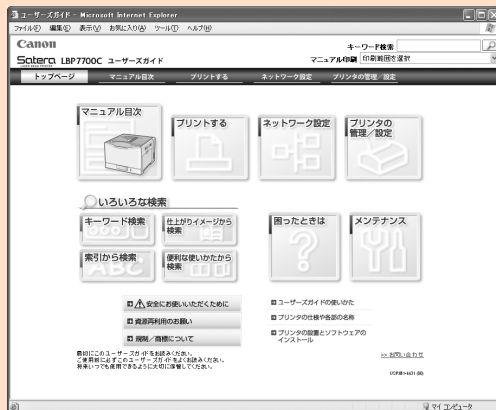 ユーザーズガイド - Microsoft Internet Explorer
ファイル(F) 編集(E) 表示(V) お気に入り(A) ツール(T) ヘルプ(H)
Canon
キーワード検索
Satera LBP7700C ユーザーズガイド
マニュアル印刷 印刷範囲を選択
トップページ マニュアル目次 プリントする ネットワーク設定 プリンタの管理/設定
マニュアル目次
プリントする
ネットワーク設定
プリンタの
管理/設定
いろいろな検索
キーワード検索
仕上がりイメージから
検索
索引から検索
ABC
便利な使いかたから
検索
困ったときは
メンテナンス
安全にお使いいただくために
資源再利用のお願い
規制/商標について
ユーザーズガイドの使いかた
プリンタの仕様や各部の名称
プリンタの設置とソフトウェアの
インストール
最初にこのユーザーズガイドをお読みください。
ご使用前に必ずこのユーザーズガイドをよくお読みください。
将来いつでも使用できるように大切に保管してください。
>> お問い合わせ
マイ コンピュータ